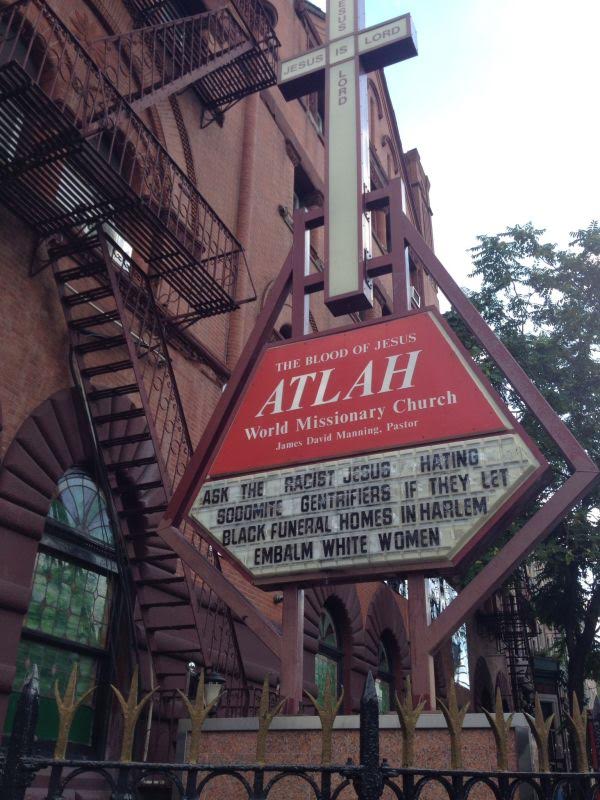 JESUS IS LORD
JESUS IS LORD
THE BLOOD OF JESUS
ATLAH
World Missionary Church
James David Manning, Pastor
ASK THE RACIST JESUS HATING
SODOMITE GENTRIFIERS IF THEY LET
BLACK FUNERAL HOMES IN HARLEM
EMBALM WHITE WOMEN